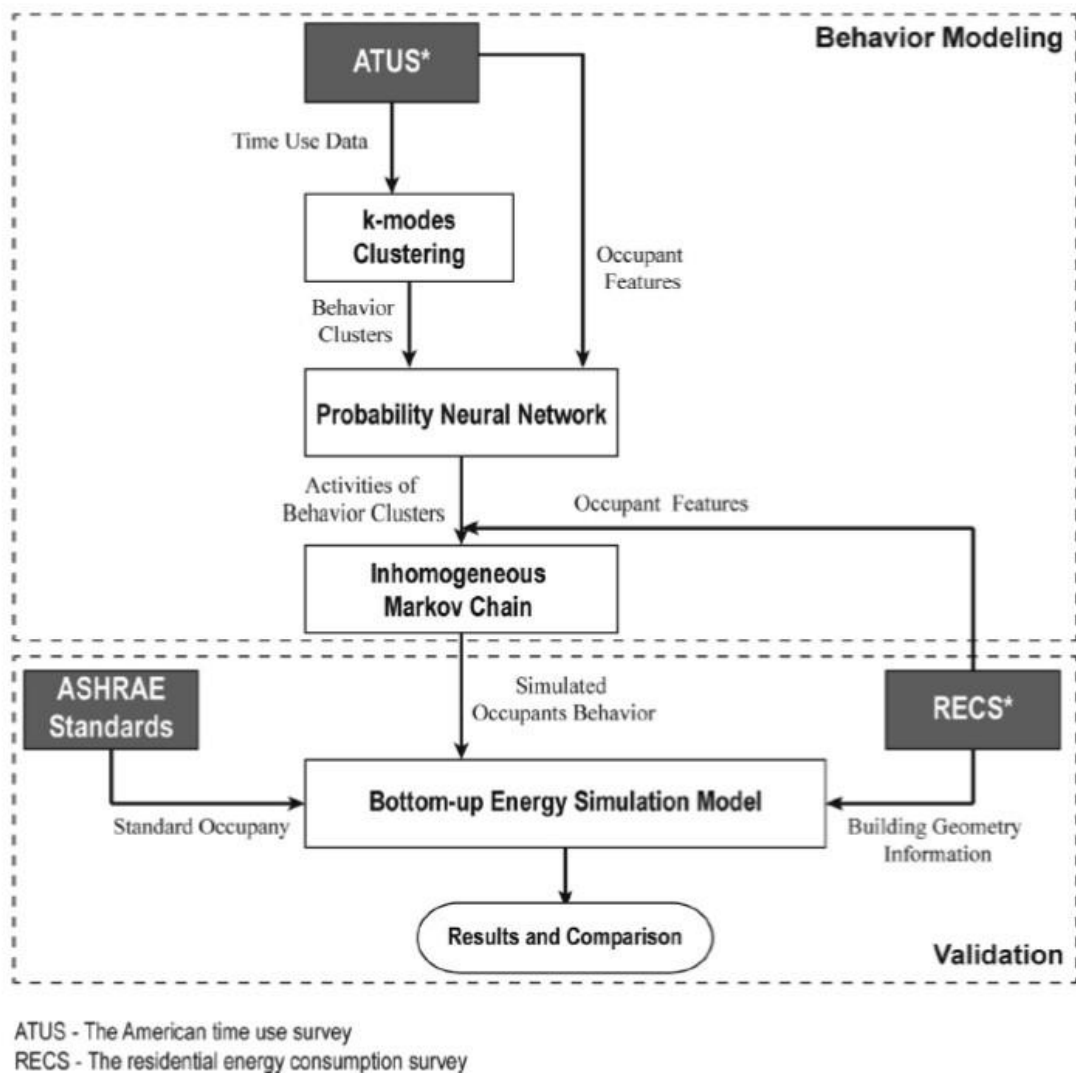 Behavior Modeling
ATUS*
Time Use Data
k-modes
Clustering
Occupant
Features
Behavior
Clusters
Probability Neural Network
Activities of
Behavior Clusters
Occupant Features
Inhomogeneous
Markov Chain
ASHRAE
Standards
Simulated
Occupants Behavior
RECS*
Bottom-up Energy Simulation Model
Standard Occupany
Building Geometry
Information
Results and Comparison
Validation
ATUS - The American time use survey
RECS - The residential energy consumption survey